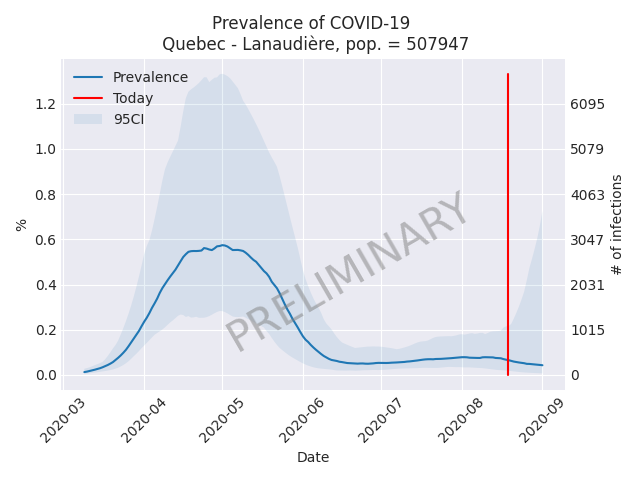 Prevalence of COVID-19
Quebec - Lanaudière, pop. = 507947
Prevalence
Today
95CI
%
1.2
1.0
0.8
0.6
0.4
0.2
0.0
6095
5079
4063
3047
2031
1015
0
# of infections
PRELIMINARY
2020-03
2020-04
2020-05
2020-06
2020-07
2020-08
2020-09
Date